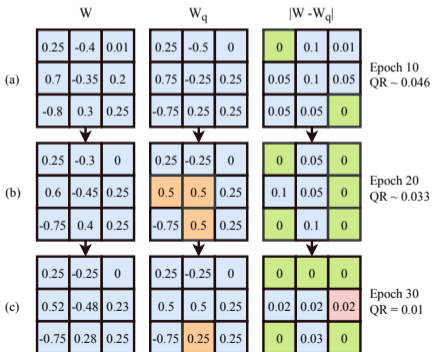 W W_q |W -W_q|
0.25 -0.4 0.01 0.25 -0.5 0 0 0.1 0.01
(a) 0.7 -0.35 0.2 0.75 -0.25 0.25 0.05 0.1 0.05 Epoch 10
QR ~ 0.046
-0.8 0.3 0.25 -0.75 0.25 0.25 0.05 0.05 0
0.25 -0.3 0 0.25 -0.25 0 0 0.05 0
(b) 0.6 -0.45 0.25 0.5 0.5 0.25 0.1 0.05 0 Epoch 20
QR ~ 0.033
-0.75 0.4 0.25 -0.75 0.5 0.25 0 0.1 0
0.25 -0.25 0 0.25 -0.25 0 0 0 0
(c) 0.52 -0.48 0.23 0.5 0.5 0.25 0.02 0.02 0.02 Epoch 30
QR = 0.01
-0.75 0.28 0.25 -0.75 0.25 0.25 0 0.03 0